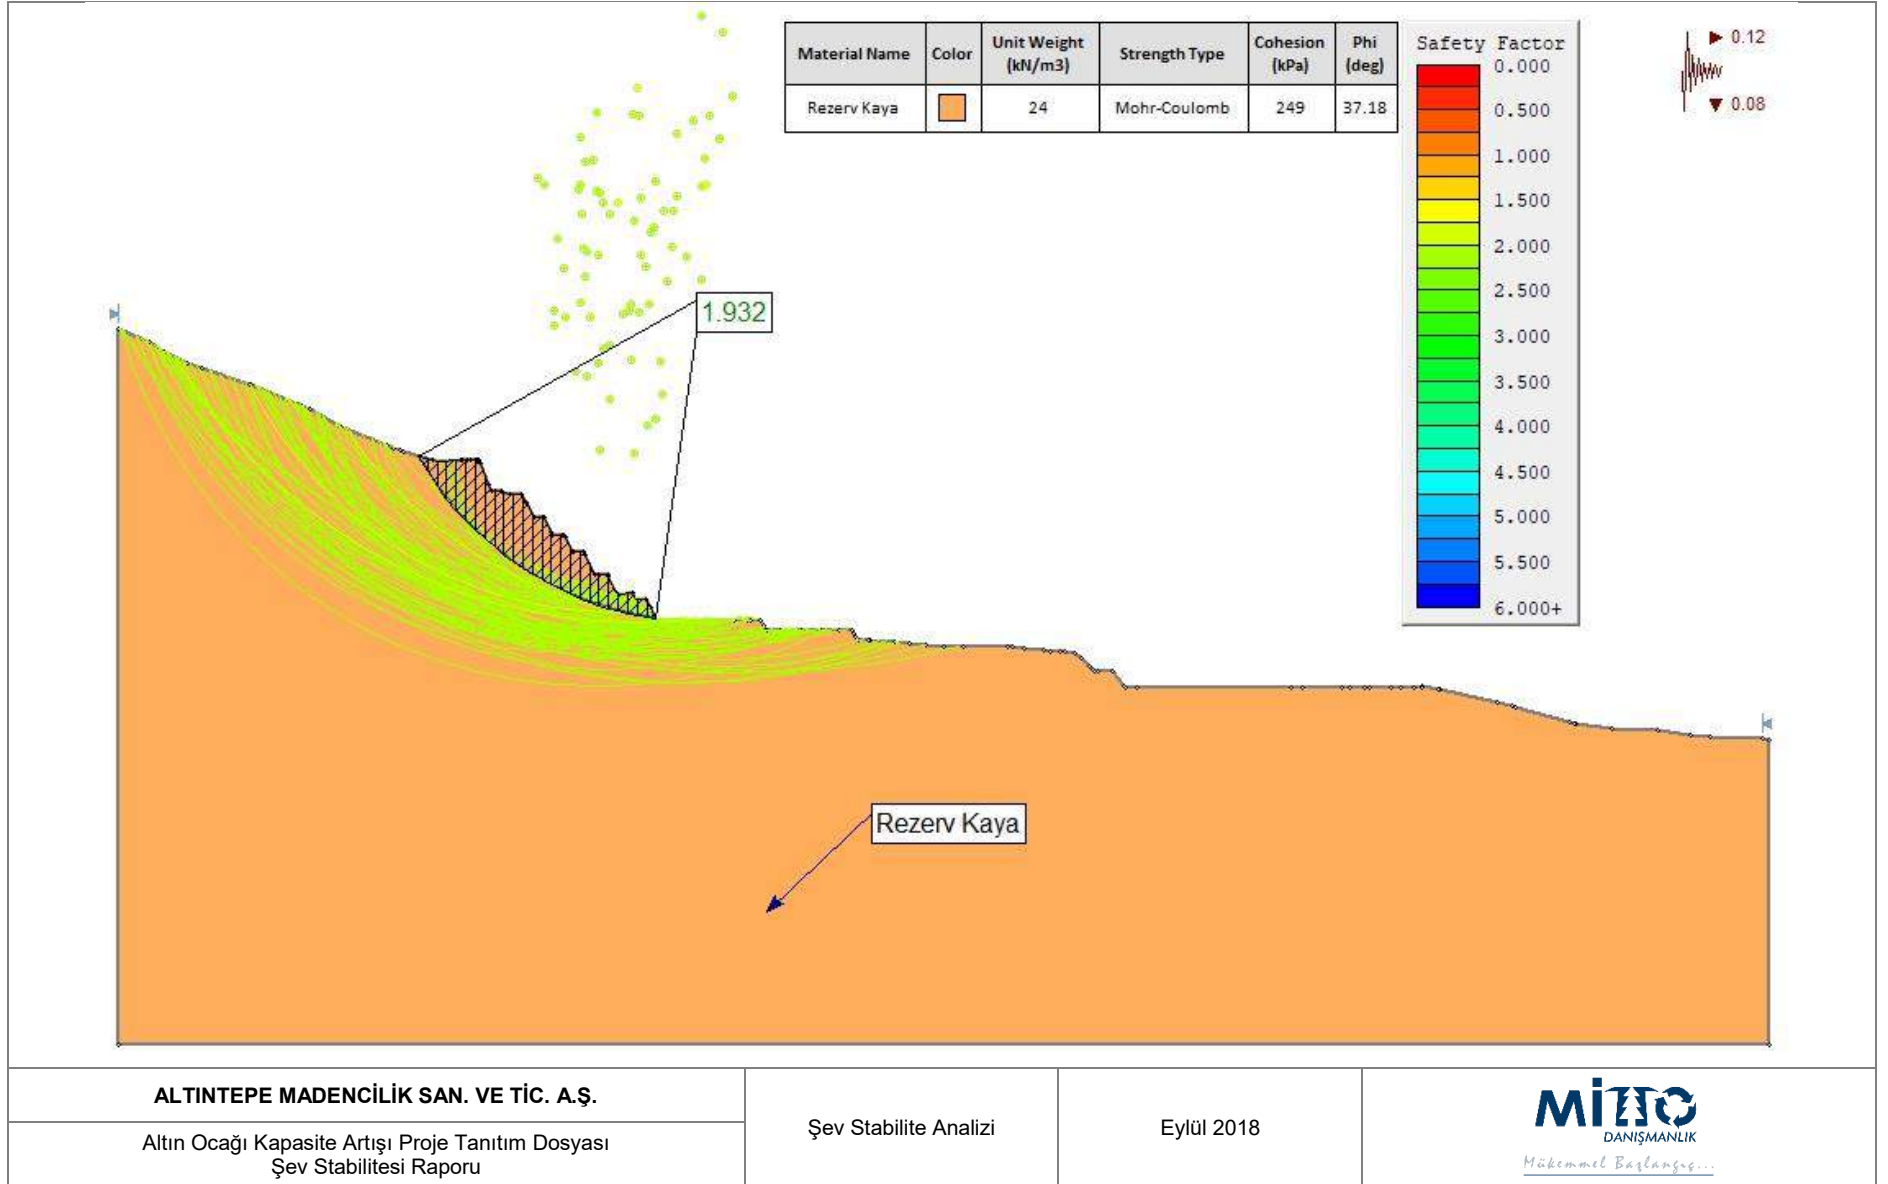 Material Name Color Unit Weight (kN/m3) Strength Type Cohesion (kPa) Phi (deg)
Rezerv Kaya 24 Mohr-Coulomb 249 37.18
Safety Factor
0.000
0.500
1.000
1.500
2.000
2.500
3.000
3.500
4.000
4.500
5.000
5.500
6.000+
0.12
0.08
1.932
Rezerv Kaya
ALTINTEPE MADENCİLİK SAN. VE TİC. A.Ş.
Altın Ocağı Kapasite Artışı Proje Tanıtım Dosyası
Şev Stabilitesi Raporu
Şev Stabilite Analizi
Eylül 2018
MİTTO
DANIŞMANLIK
Mükemmel Başlangıç...